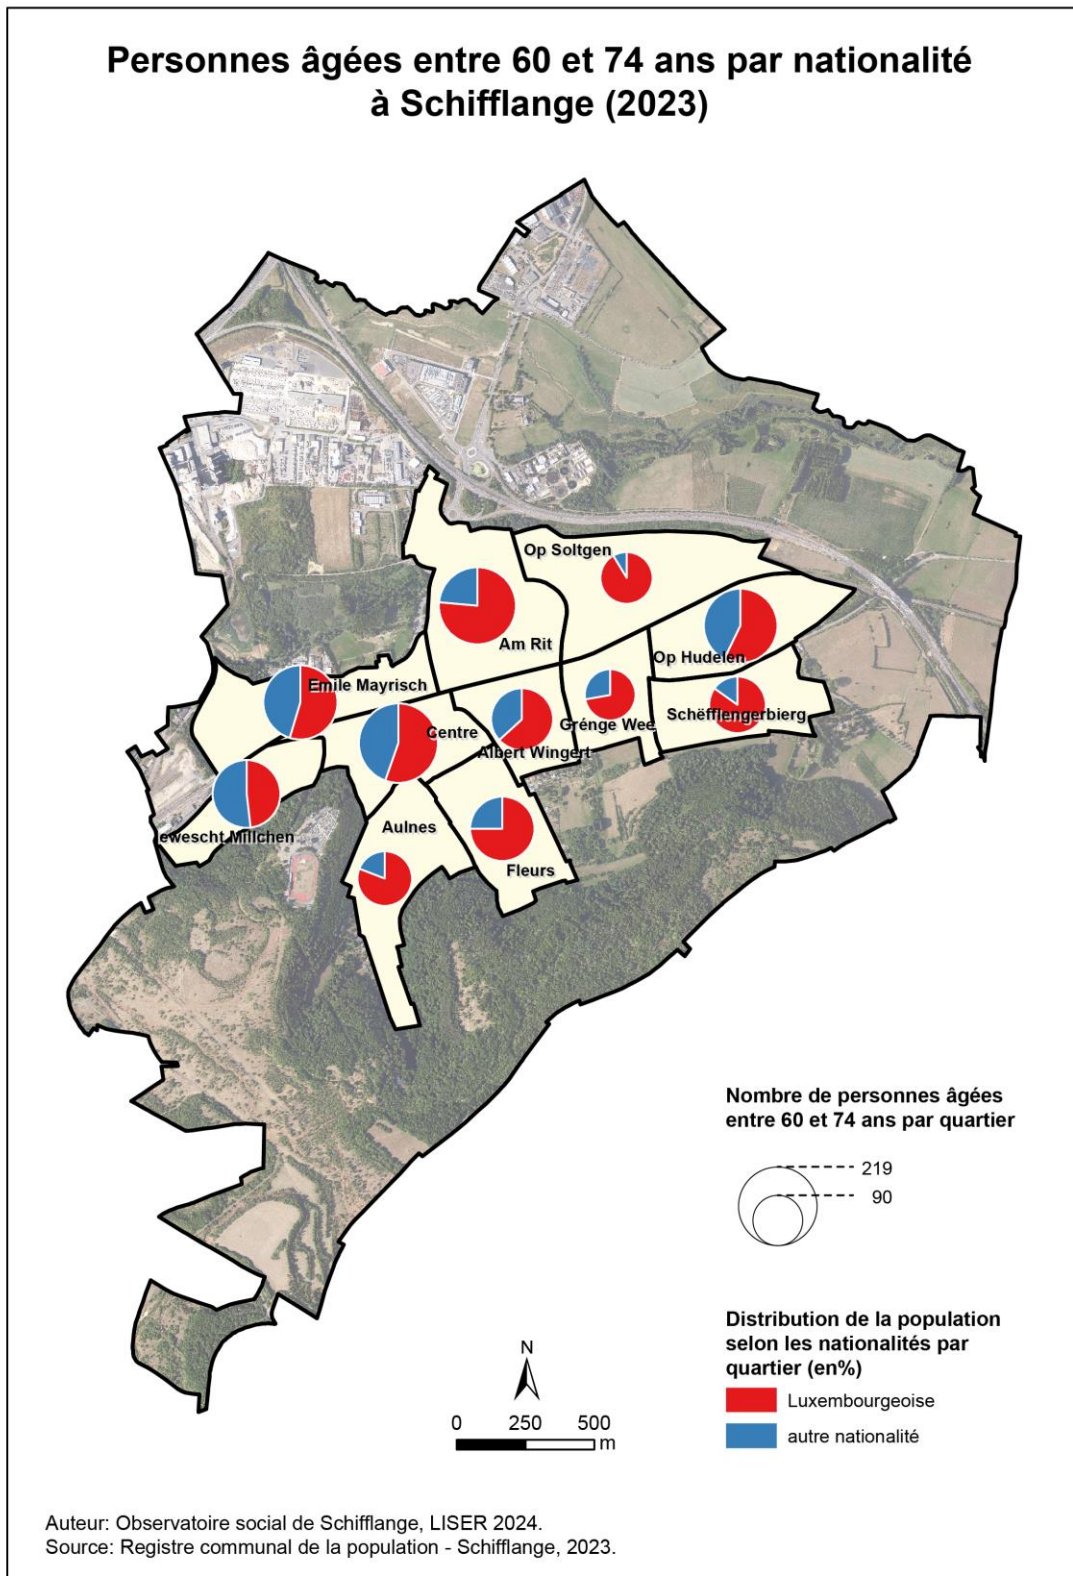 Personnes âgées entre 60 et 74 ans par nationalité
à Schifflange (2023)
Op Soltgen
Am Rit
Op Hudelen
Emile Mayrisch
Schëfflengerbierg
Grénge Wee
Centre
Albert Wingert
Aulnes
ewescht Millchen
Fleurs
Nombre de personnes âgées
entre 60 et 74 ans par quartier
219
90
Distribution de la population
selon les nationalités par
quartier (en%)
Luxembourgeoise
autre nationalité
N
0 250 500
m
Auteur: Observatoire social de Schifflange, LISER 2024.
Source: Registre communal de la population - Schifflange, 2023.